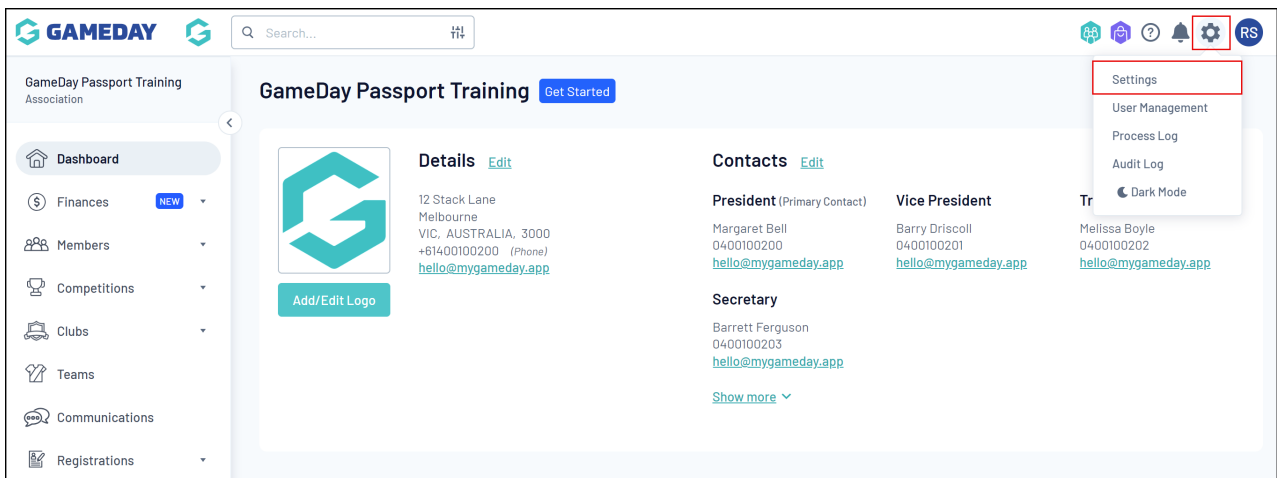 GAMEDAY
Search...
RS
GameDay Passport Training
Association
Dashboard
Finances NEW
Members
Competitions
Clubs
Teams
Communications
Registrations
GameDay Passport Training Get Started
Add/Edit Logo
Details Edit
12 Stack Lane
Melbourne
VIC, AUSTRALIA, 3000
+61400100200 (Phone)
hello@mygameday.app
Contacts Edit
President (Primary Contact)
Margaret Bell
0400100200
hello@mygameday.app
Vice President
Barry Driscoll
0400100201
hello@mygameday.app
Tr
Melissa Boyle
0400100202
hello@mygameday.app
Secretary
Barrett Ferguson
0400100203
hello@mygameday.app
Show more
Settings
User Management
Process Log
Audit Log
Dark Mode